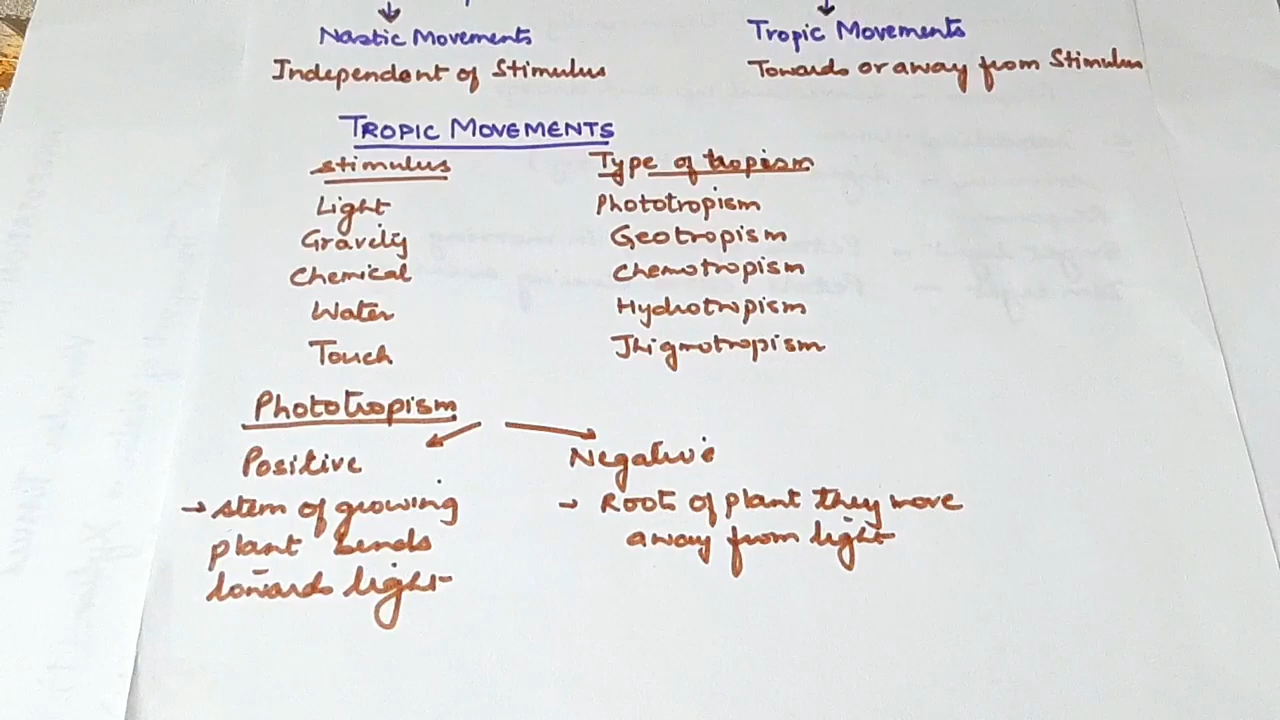 Nastic Movements
Tropic Movements
Independent of Stimulus
Towards or away from Stimulus
TROPIC MOVEMENTS
Stimulus
Type of tropism
Light
Phototropism
Gravity
Geotropism
Chemical
Chemotropism
Water
Hydrotropism
Touch
Thigmotropism
Phototropism
Positive
Negative
→ stem of growing
plant bends
towards light
→ Root of plant they move
away from light